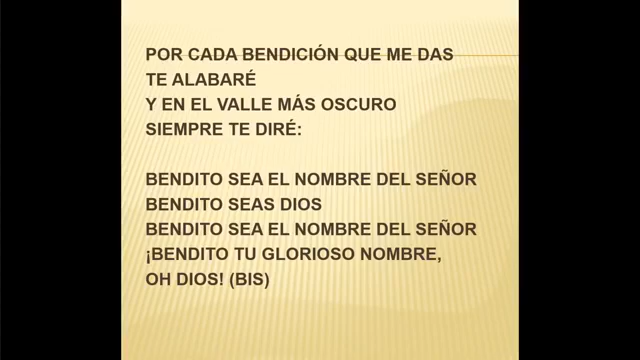 POR CADA BENDICIÓN QUE ME DAS
TE ALABARÉ
Y EN EL VALLE MÁS OSCURO
SIEMPRE TE DIRÉ:
BENDITO SEA EL NOMBRE DEL SEÑOR
BENDITO SEAS DIOS
BENDITO SEA EL NOMBRE DEL SEÑOR
¡BENDITO TU GLORIOSO NOMBRE,
OH DIOS! (BIS)